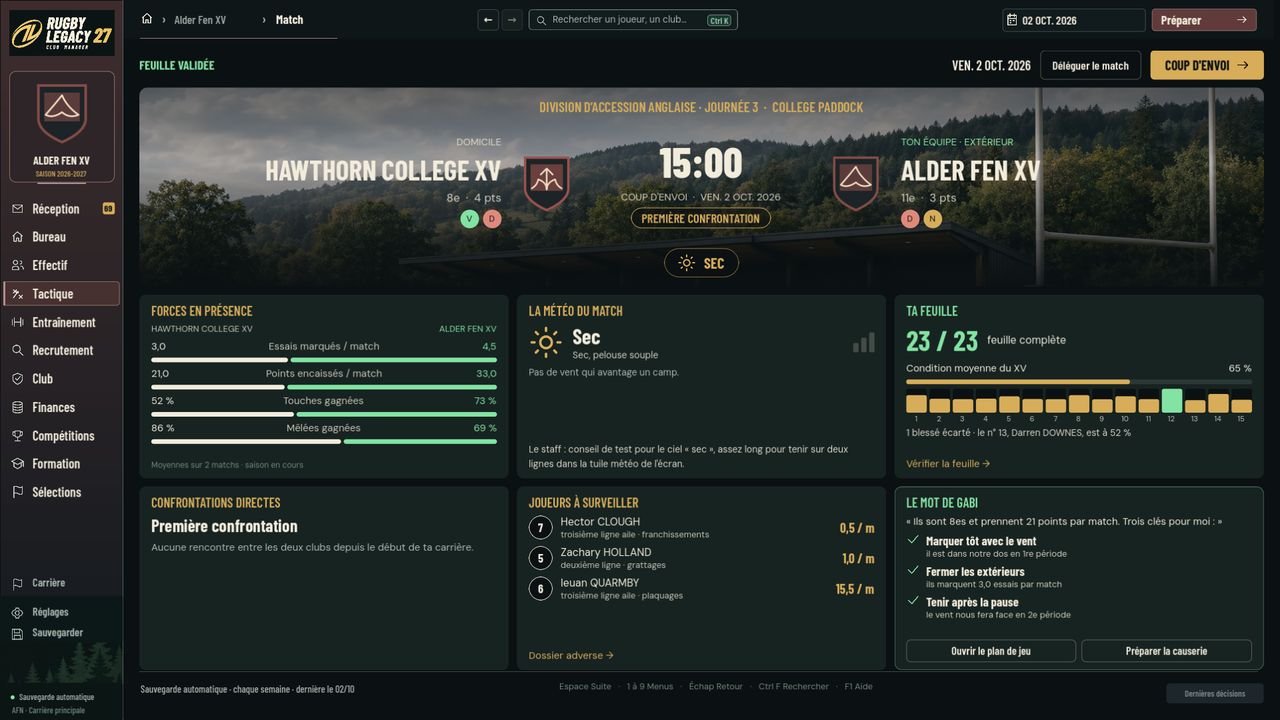 RUGBY LEGACY 27
CLUB MANAGER
ALDER FEN XV
SAISON 2026-2027
Réception 69
Bureau
Effectif
Tactique
Entraînement
Recrutement
Club
Finances
Compétitions
Formation
Sélections
Carrière
Réglages
Sauvegarder
Sauvegarde automatique
AFN · Carrière principale
Alder Fen XV › Match
← → Rechercher un joueur, un club... Ctrl K
02 OCT. 2026
Préparer →
FEUILLE VALIDÉE
VEN. 2 OCT. 2026
Déléguer le match
COUP D'ENVOI →
DIVISION D'ACCESSION ANGLAISE · JOURNÉE 3 · COLLEGE PADDOCK
DOMICILE
HAWTHORN COLLEGE XV
8e · 4 pts
V D
15:00
COUP D'ENVOI · VEN. 2 OCT. 2026
PREMIÈRE CONFRONTATION
SEC
TON ÉQUIPE · EXTÉRIEUR
ALDER FEN XV
11e · 3 pts
D N
FORCES EN PRÉSENCE
HAWTHORN COLLEGE XV ALDER FEN XV
3,0 Essais marqués / match 4,5
21,0 Points encaissés / match 33,0
52 % Touches gagnées 73 %
86 % Mêlées gagnées 69 %
Moyennes sur 2 matchs · saison en cours
LA MÉTÉO DU MATCH
Sec
Sec, pelouse souple
Pas de vent qui avantage un camp.
Le staff : conseil de test pour le ciel « sec », assez long pour tenir sur deux
lignes dans la tuile météo de l'écran.
TA FEUILLE
23 / 23 feuille complète
Condition moyenne du XV 65 %
1 2 3 4 5 6 7 8 9 10 11 12 13 14 15
1 blessé écarté · le n° 13, Darren DOWNES, est à 52 %
Vérifier la feuille →
CONFRONTATIONS DIRECTES
Première confrontation
Aucune rencontre entre les deux clubs depuis le début de ta carrière.
JOUEURS À SURVEILLER
7 Hector CLOUGH 0,5 / m
troisième ligne aile · franchissements
5 Zachary HOLLAND 1,0 / m
deuxième ligne · grattages
6 Ieuan QUARMBY 15,5 / m
troisième ligne aile · plaquages
Dossier adverse →
LE MOT DE GABI
« Ils sont 8es et prennent 21 points par match. Trois clés pour moi : »
Marquer tôt avec le vent
il est dans notre dos en 1re période
Fermer les extérieurs
ils marquent 3,0 essais par match
Tenir après la pause
le vent nous fera face en 2e période
Ouvrir le plan de jeu
Préparer la causerie
Sauvegarde automatique · chaque semaine · dernière le 02/10
Espace Suite · 1 à 9 Menus · Échap Retour · Ctrl F Rechercher · F1 Aide
Dernières décisions